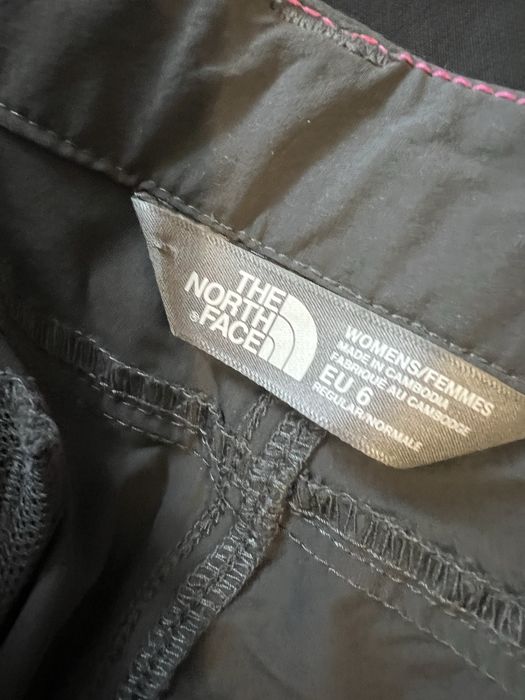 THE
NORTH
FACE
WOMENS/FEMMES
MADE IN CAMBODIA
FABRIQUE AU CAMBODGE
EU 6
REGULAR/NORMALE